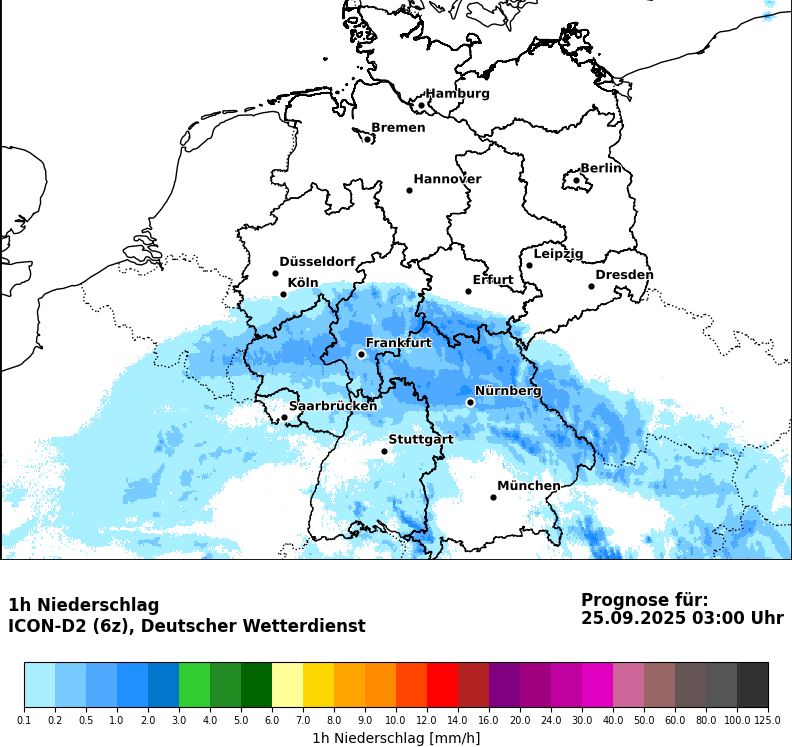 Hamburg
Bremen
Berlin
Hannover
Leipzig
Düsseldorf
Dresden
Köln
Erfurt
Frankfurt
Nürnberg
Saarbrücken
Stuttgart
München
1h Niederschlag
ICON-D2 (6z), Deutscher Wetterdienst
Prognose für:
25.09.2025 03:00 Uhr
0.1 0.2 0.5 1.0 2.0 3.0 4.0 5.0 6.0 7.0 8.0 9.0 10.0 12.0 14.0 16.0 20.0 24.0 30.0 40.0 50.0 60.0 80.0 100.0 125.0
1h Niederschlag [mm/h]